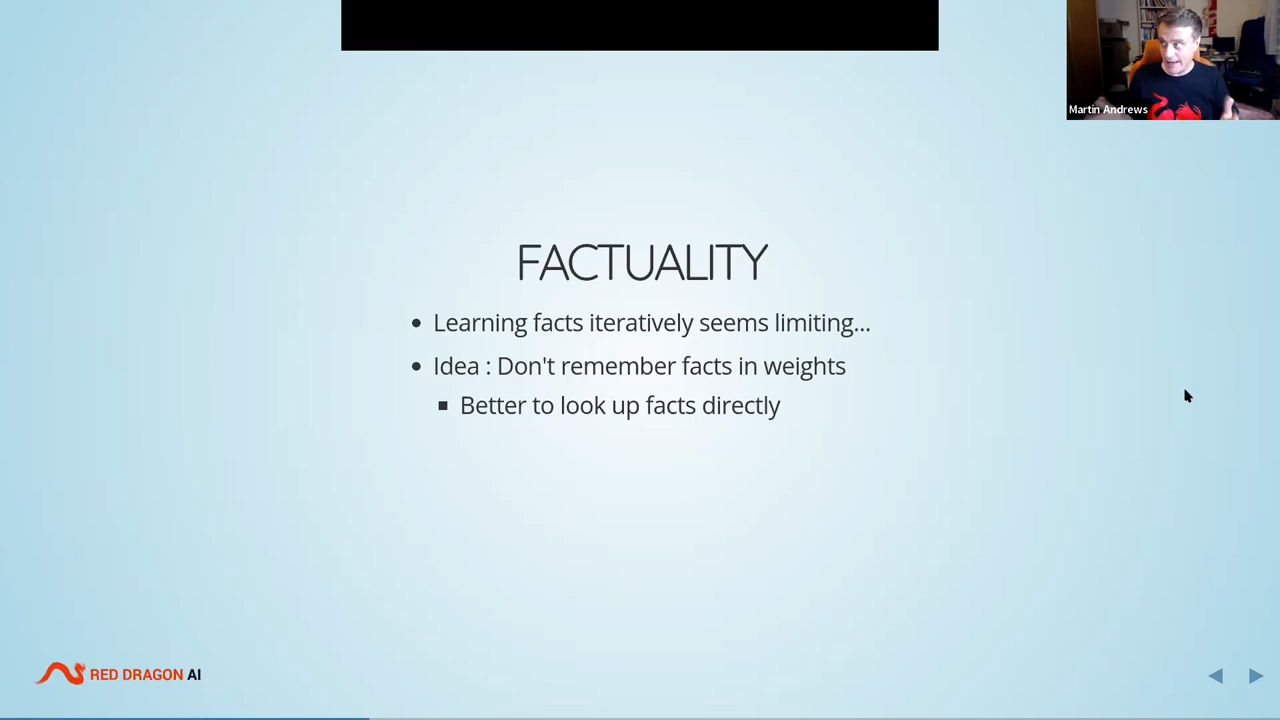 Martin Andrews
FACTUALITY
Learning facts iteratively seems limiting...
Idea : Don't remember facts in weights
Better to look up facts directly
RED DRAGON AI